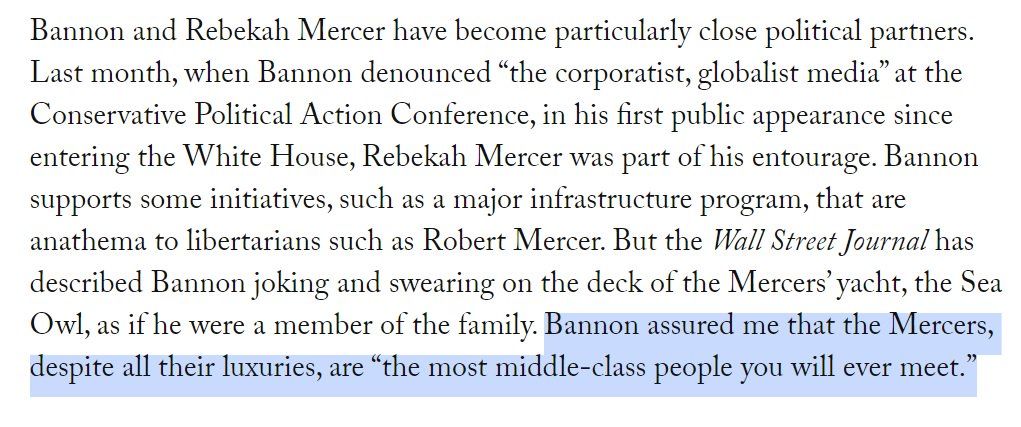 Bannon and Rebekah Mercer have become particularly close political partners.
Last month, when Bannon denounced “the corporatist, globalist media” at the
Conservative Political Action Conference, in his first public appearance since
entering the White House, Rebekah Mercer was part of his entourage. Bannon
supports some initiatives, such as a major infrastructure program, that are
anathema to libertarians such as Robert Mercer. But the Wall Street Journal has
described Bannon joking and swearing on the deck of the Mercers’ yacht, the Sea
Owl, as if he were a member of the family. Bannon assured me that the Mercers,
despite all their luxuries, are “the most middle-class people you will ever meet.”